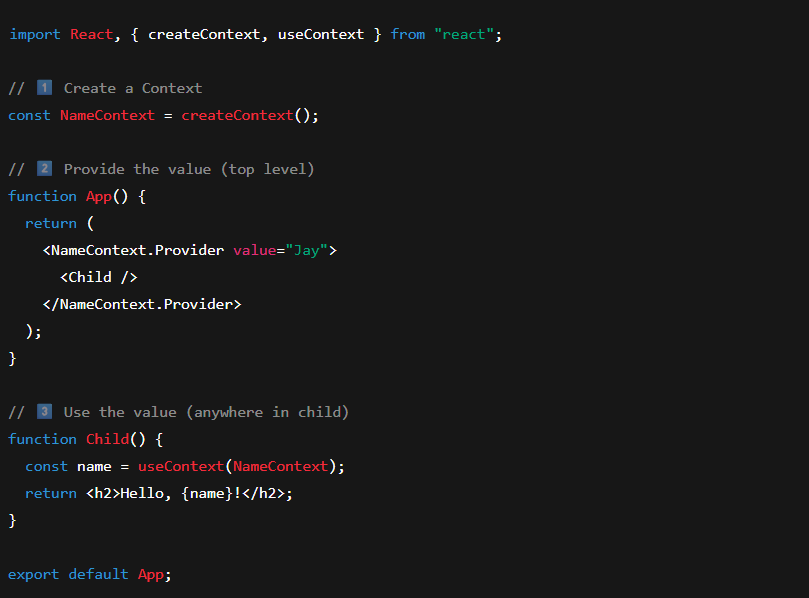 import React, { createContext, useContext } from "react";
// 1️⃣ Create a Context
const NameContext = createContext();
// 2️⃣ Provide the value (top level)
function App() {
  return (
    <NameContext.Provider value="Jay">
      <Child />
    </NameContext.Provider>
  );
}
// 3️⃣ Use the value (anywhere in child)
function Child() {
  const name = useContext(NameContext);
  return <h2>Hello, {name}!</h2>;
}
export default App;